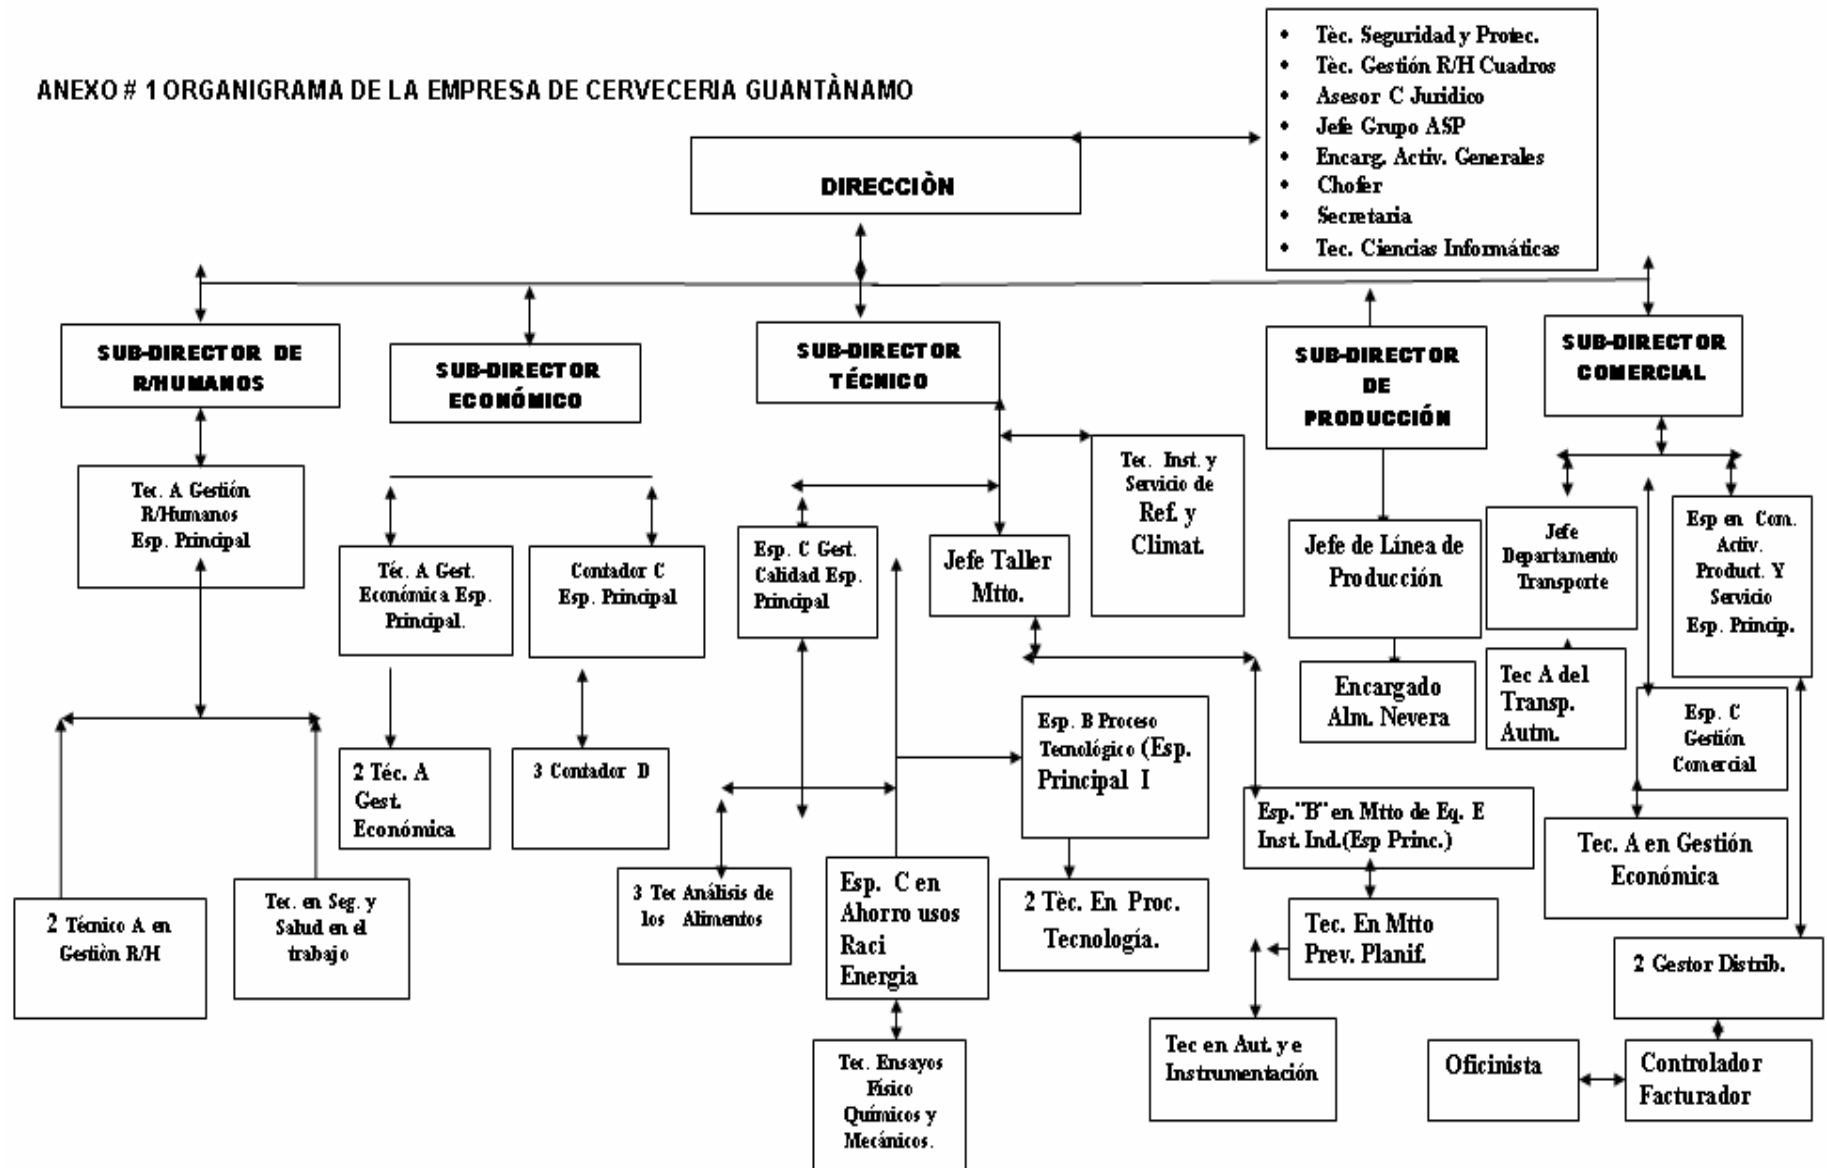 ANEXO # 1 ORGANIGRAMA DE LA EMPRESA DE CERVECERIA GUANTÀNAMO
• Tèc. Seguridad y Protec.
• Tèc. Gestión R/H Cuadros
• Asesor C Juridico
• Jefe Grupo ASP
• Encarg. Activ. Generales
• Chofer
• Secretaria
• Tec. Ciencias Informáticas
DIRECCIÒN
SUB-DIRECTOR DE
R/HUMANOS
SUB-DIRECTOR
ECONÓMICO
SUB-DIRECTOR
TÉCNICO
SUB-DIRECTOR
DE
PRODUCCIÓN
SUB-DIRECTOR
COMERCIAL
Tec. A Gestión
R/Humanos
Esp. Principal
Téc. A Gest.
Económica Esp.
Principal.
Contador C
Esp. Principal
Esp. C Gest.
Calidad Esp.
Principal
Jefe Taller
Mtto.
Tec. Inst. y
Servicio de
Ref. y
Climat.
Jefe de Línea de
Producción
Jefe
Departamento
Transporte
Esp en Com.
Activ.
Product. Y
Servicio
Esp. Princip.
Encargado
Alm. Nevera
Tec A del
Transp.
Autm.
Esp. C
Gestión
Comercial
2 Téc. A
Gest.
Económica
3 Contador D
Esp. B Proceso
Tecnológico (Esp.
Principal I
Esp.¨B¨ en Mtto de Eq. E
Inst. Ind.(Esp Princ.)
Tec. A en Gestión
Económica
2 Técnico A en
Gestiòn R/H
Tec. en Seg. y
Salud en el
trabajo
3 Tec Análisis de
los Alimentos
Esp. C en
Ahorro usos
Raci
Energia
2 Tèc. En Proc.
Tecnología.
Tec. En Mtto
Prev. Planif.
2 Gestor Distrib.
Tec. Ensayos
Físico
Químicos y
Mecánicos.
Tec en Aut. y e
Instrumentación
Oficinista
Controlador
Facturador